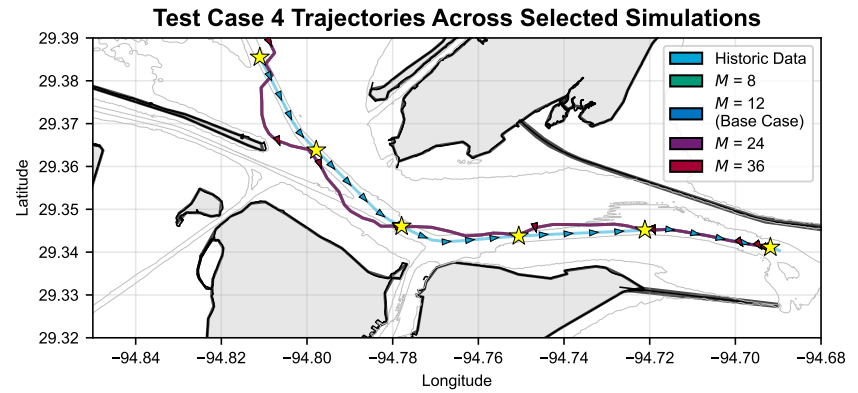 Test Case 4 Trajectories Across Selected Simulations
29.39
29.38
29.37
29.36
29.35
29.34
29.33
29.32
Latitude
Historic Data
M = 8
M = 12
(Base Case)
M = 24
M = 36
−94.84
−94.82
−94.80
−94.78
−94.76
−94.74
−94.72
−94.70
−94.68
Longitude